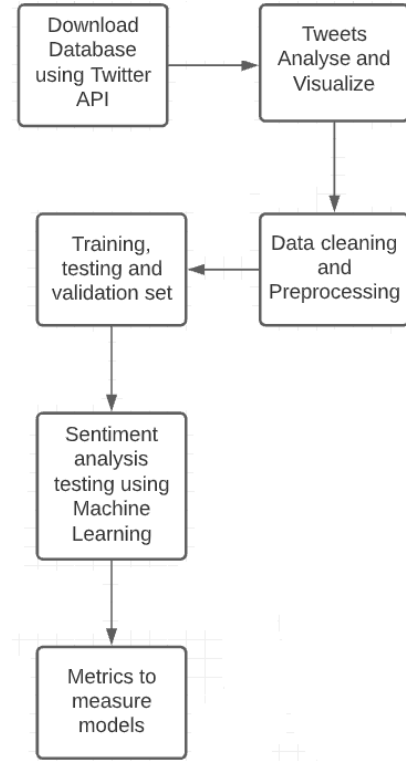 Download
Database
using Twitter
API
Tweets
Analyse and
Visualize
Data cleaning
and
Preprocessing
Training,
testing and
validation set
Sentiment
analysis
testing using
Machine
Learning
Metrics to
measure
models